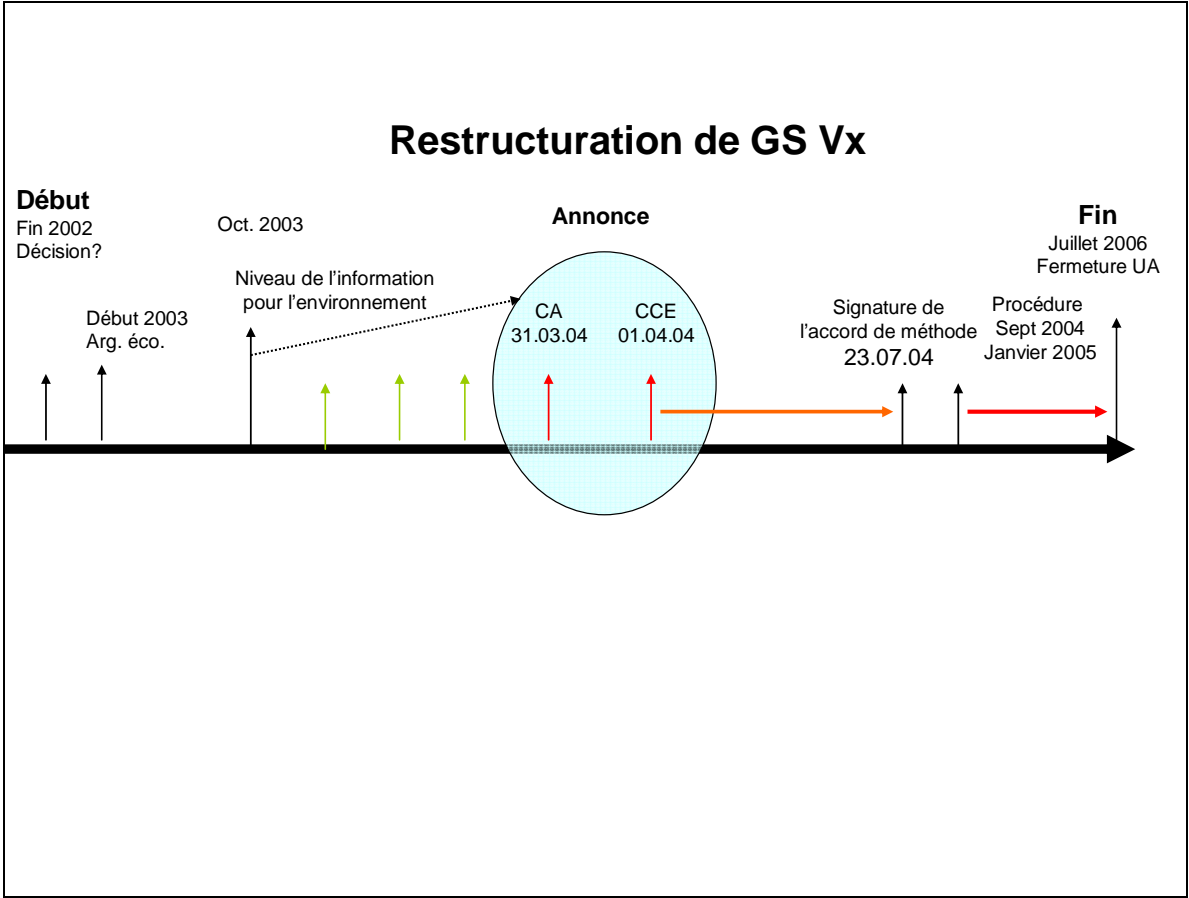 Restructuration de GS Vx
Début
Fin 2002
Décision?
Début 2003
Arg. éco.
Oct. 2003
Niveau de l’information
pour l’environnement
Annonce
CA
31.03.04
CCE
01.04.04
Signature de
l’accord de méthode
23.07.04
Procédure
Sept 2004
Janvier 2005
Fin
Juillet 2006
Fermeture UA